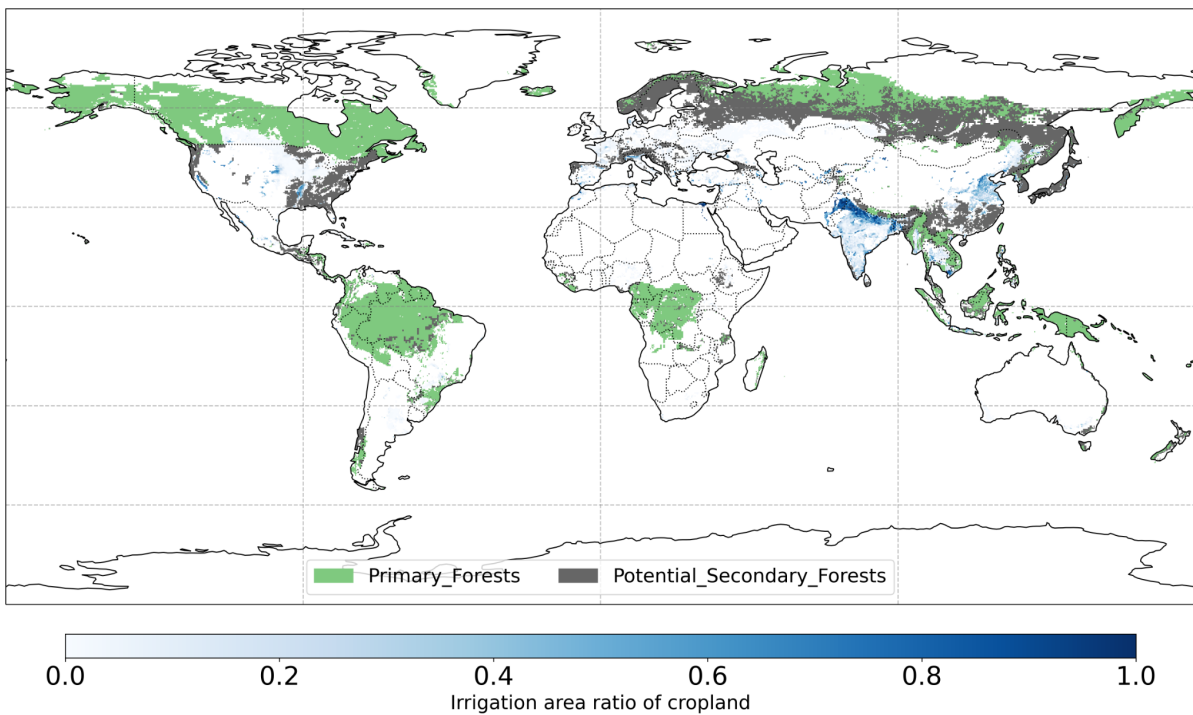 Primary_Forests
Potential_Secondary_Forests
0.0 0.2 0.4 0.6 0.8 1.0
Irrigation area ratio of cropland